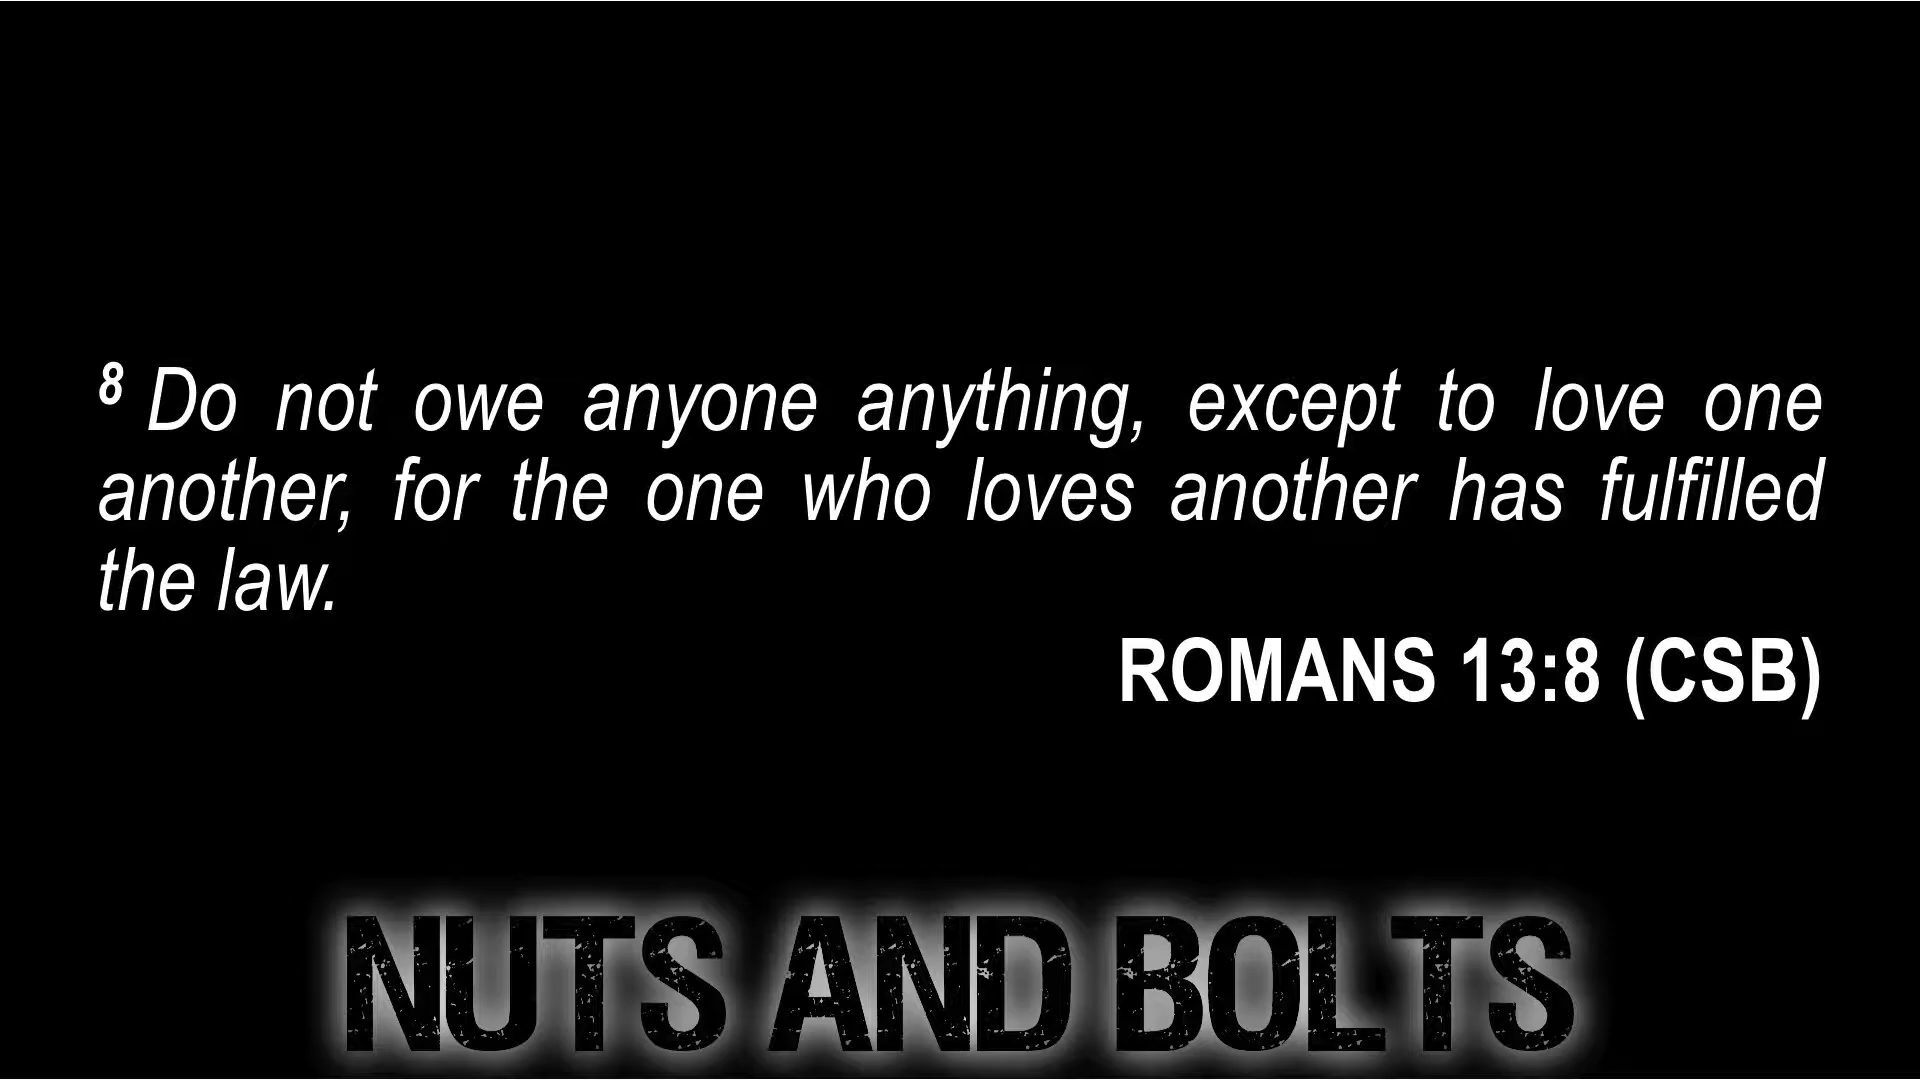 8 Do not owe anyone anything, except to love one
another, for the one who loves another has fulfilled
the law.
ROMANS 13:8 (CSB)
NUTS AND BOLTS